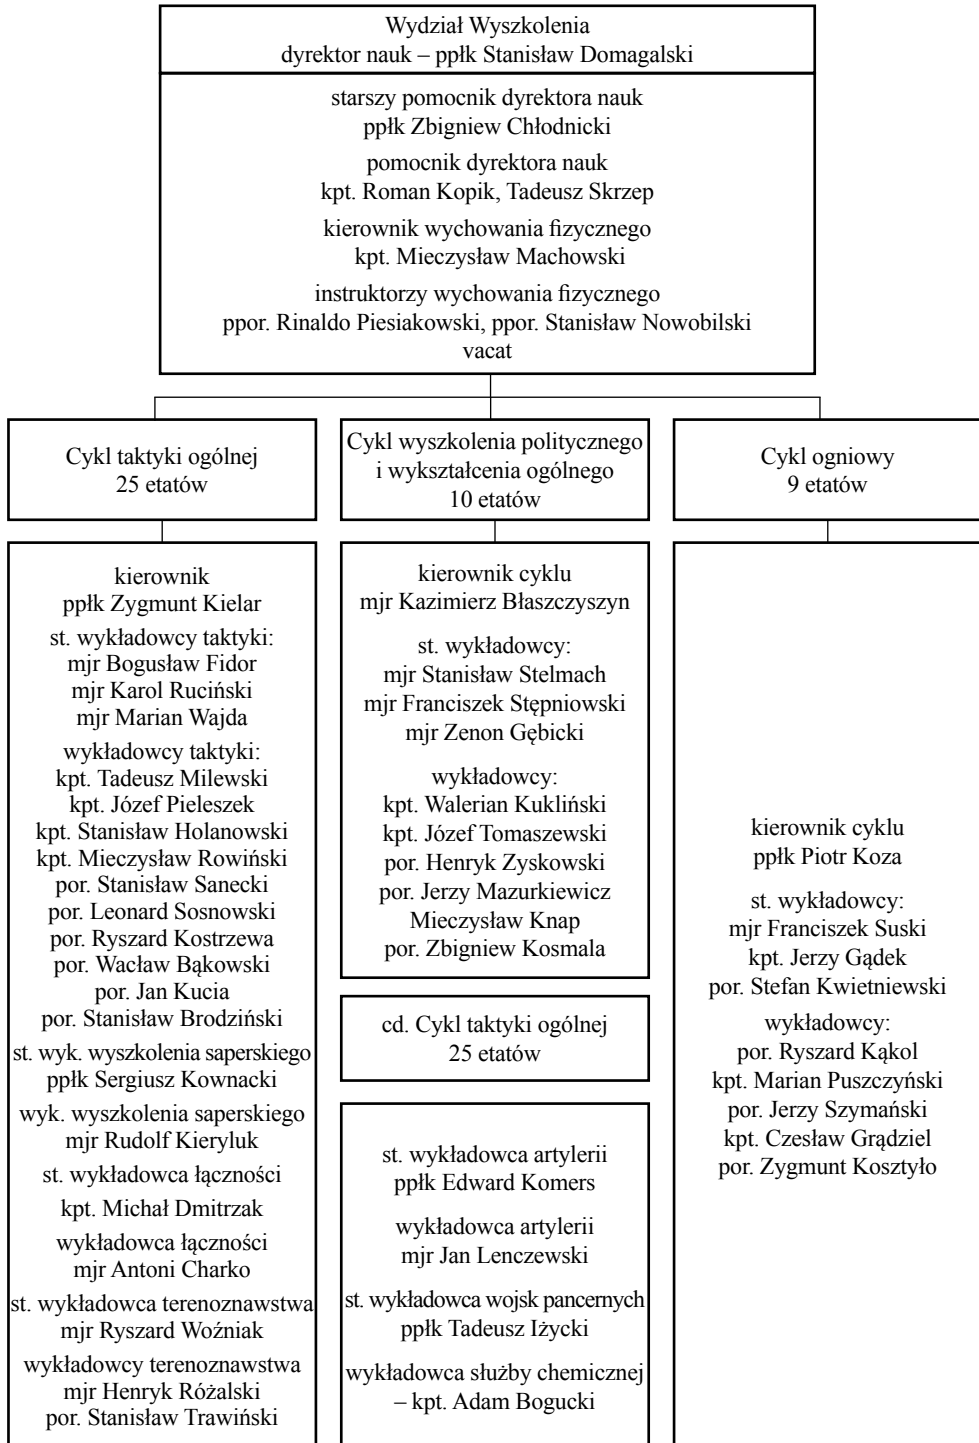 Wydział Wyszkolenia
dyrektor nauk – ppłk Stanisław Domagalski
starszy pomocnik dyrektora nauk
ppłk Zbigniew Chłodnicki
pomocnik dyrektora nauk
kpt. Roman Kopik, Tadeusz Skrzep
kierownik wychowania fizycznego
kpt. Mieczysław Machowski
instruktorzy wychowania fizycznego
ppor. Rinaldo Piesiakowski, ppor. Stanisław Nowobilski
vacat
Cykl taktyki ogólnej
25 etatów
kierownik
ppłk Zygmunt Kielar
st. wykładowcy taktyki:
mjr Bogusław Fidor
mjr Karol Ruciński
mjr Marian Wajda
wykładowcy taktyki:
kpt. Tadeusz Milewski
kpt. Józef Pieleszek
kpt. Stanisław Holanowski
kpt. Mieczysław Rowiński
por. Stanisław Sanecki
por. Leonard Sosnowski
por. Ryszard Kostrzewa
por. Wacław Bąkowski
por. Jan Kucia
por. Stanisław Brodziński
st. wyk. wyszkolenia saperskiego
ppłk Sergiusz Kownacki
wyk. wyszkolenia saperskiego
mjr Rudolf Kieryluk
st. wykładowca łączności
kpt. Michał Dmitrzak
wykładowca łączności
mjr Antoni Charko
st. wykładowca terenoznawstwa
mjr Ryszard Woźniak
wykładowcy terenoznawstwa
mjr Henryk Różalski
por. Stanisław Trawiński
Cykl wyszkolenia politycznego
i wykształcenia ogólnego
10 etatów
kierownik cyklu
mjr Kazimierz Błaszczyszyn
st. wykładowcy:
mjr Stanisław Stelmach
mjr Franciszek Stępniowski
mjr Zenon Gębicki
wykładowcy:
kpt. Walerian Kukliński
kpt. Józef Tomaszewski
por. Henryk Zyskowski
por. Jerzy Mazurkiewicz
Mieczysław Knap
por. Zbigniew Kosmala
cd. Cykl taktyki ogólnej
25 etatów
st. wykładowca artylerii
ppłk Edward Komers
wykładowca artylerii
mjr Jan Lenczewski
st. wykładowca wojsk pancernych
ppłk Tadeusz Iżycki
wykładowca służby chemicznej
– kpt. Adam Bogucki
Cykl ogniowy
9 etatów
kierownik cyklu
ppłk Piotr Koza
st. wykładowcy:
mjr Franciszek Suski
kpt. Jerzy Gądek
por. Stefan Kwietniewski
wykładowcy:
por. Ryszard Kąkol
kpt. Marian Puszczyński
por. Jerzy Szymański
kpt. Czesław Grądziel
por. Zygmunt Kosztyło